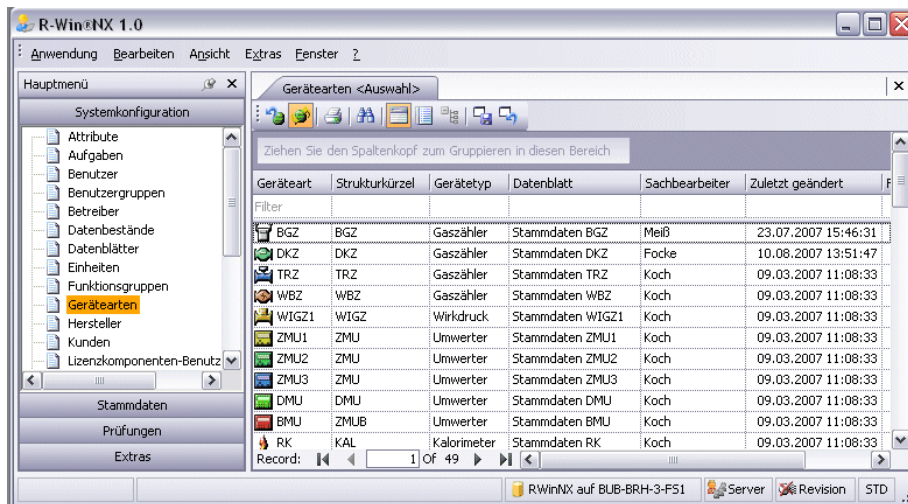 R-Win®NX 1.0
Anwendung Bearbeiten Ansicht Extras Fenster ?
Hauptmenü
Systemkonfiguration
Attribute
Aufgaben
Benutzer
Benutzergruppen
Betreiber
Datenbestände
Datenblätter
Einheiten
Funktionsgruppen
Gerätearten
Hersteller
Kunden
Lizenzkomponenten-Benutz
Stammdaten
Prüfungen
Extras
Gerätearten <Auswahl>
Ziehen Sie den Spaltenkopf zum Gruppieren in diesen Bereich
Geräteart Strukturkürzel Gerätetyp Datenblatt Sachbearbeiter Zuletzt geändert
Filter
BGZ BGZ Gaszähler Stammdaten BGZ Meiß 23.07.2007 15:46:31
DKZ DKZ Gaszähler Stammdaten DKZ Focke 10.08.2007 13:51:47
TRZ TRZ Gaszähler Stammdaten TRZ Koch 09.03.2007 11:08:33
WBZ WBZ Gaszähler Stammdaten WBZ Koch 09.03.2007 11:08:33
WIGZ1 WIGZ Wirkdruck Stammdaten WIGZ1 Koch 09.03.2007 11:08:33
ZMU1 ZMU Umwerter Stammdaten ZMU1 Koch 09.03.2007 11:08:33
ZMU2 ZMU Umwerter Stammdaten ZMU2 Koch 09.03.2007 11:08:33
ZMU3 ZMU Umwerter Stammdaten ZMU3 Koch 09.03.2007 11:08:33
DMU DMU Umwerter Stammdaten DMU Koch 09.03.2007 11:08:33
BMU ZMUB Umwerter Stammdaten BMU Koch 09.03.2007 11:08:33
RK KAL Kalorimeter Stammdaten RK Koch 09.03.2007 11:08:33
Record: 1 Of 49
RWinNX auf BUB-BRH-3-FS1 Server Revision STD